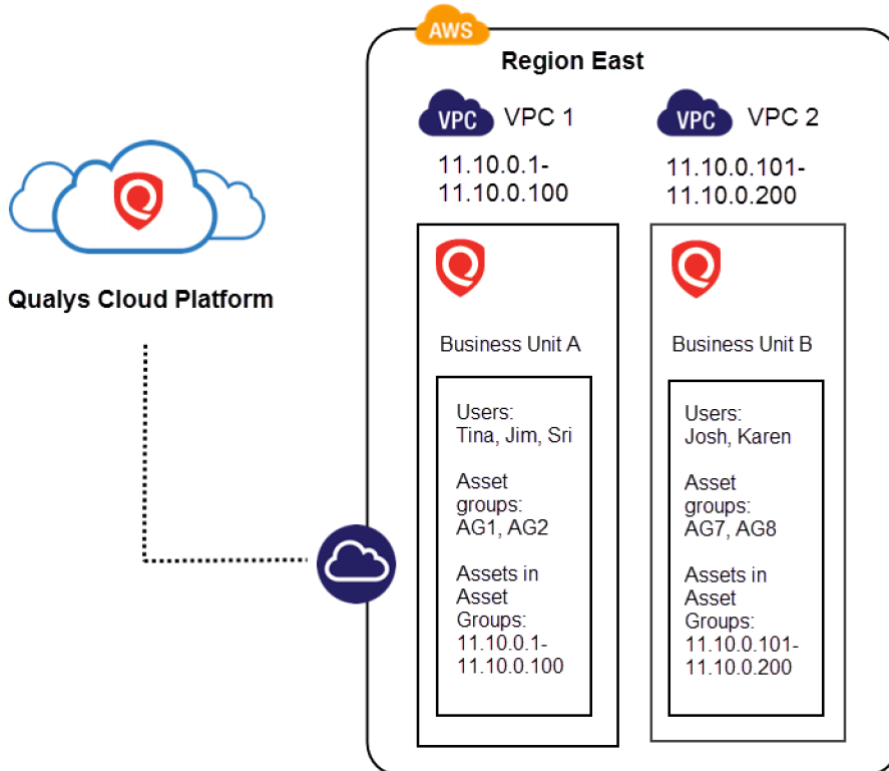 AWS
Region East
VPC
VPC 1
VPC
VPC 2
11.10.0.1-
11.10.0.100
11.10.0.101-
11.10.0.200
Qualys Cloud Platform
Business Unit A
Users:
Tina, Jim, Sri
Asset
groups:
AG1, AG2
Assets in
Asset
Groups:
11.10.0.1-
11.10.0.100
Business Unit B
Users:
Josh, Karen
Asset
groups:
AG7, AG8
Assets in
Asset
Groups:
11.10.0.101-
11.10.0.200